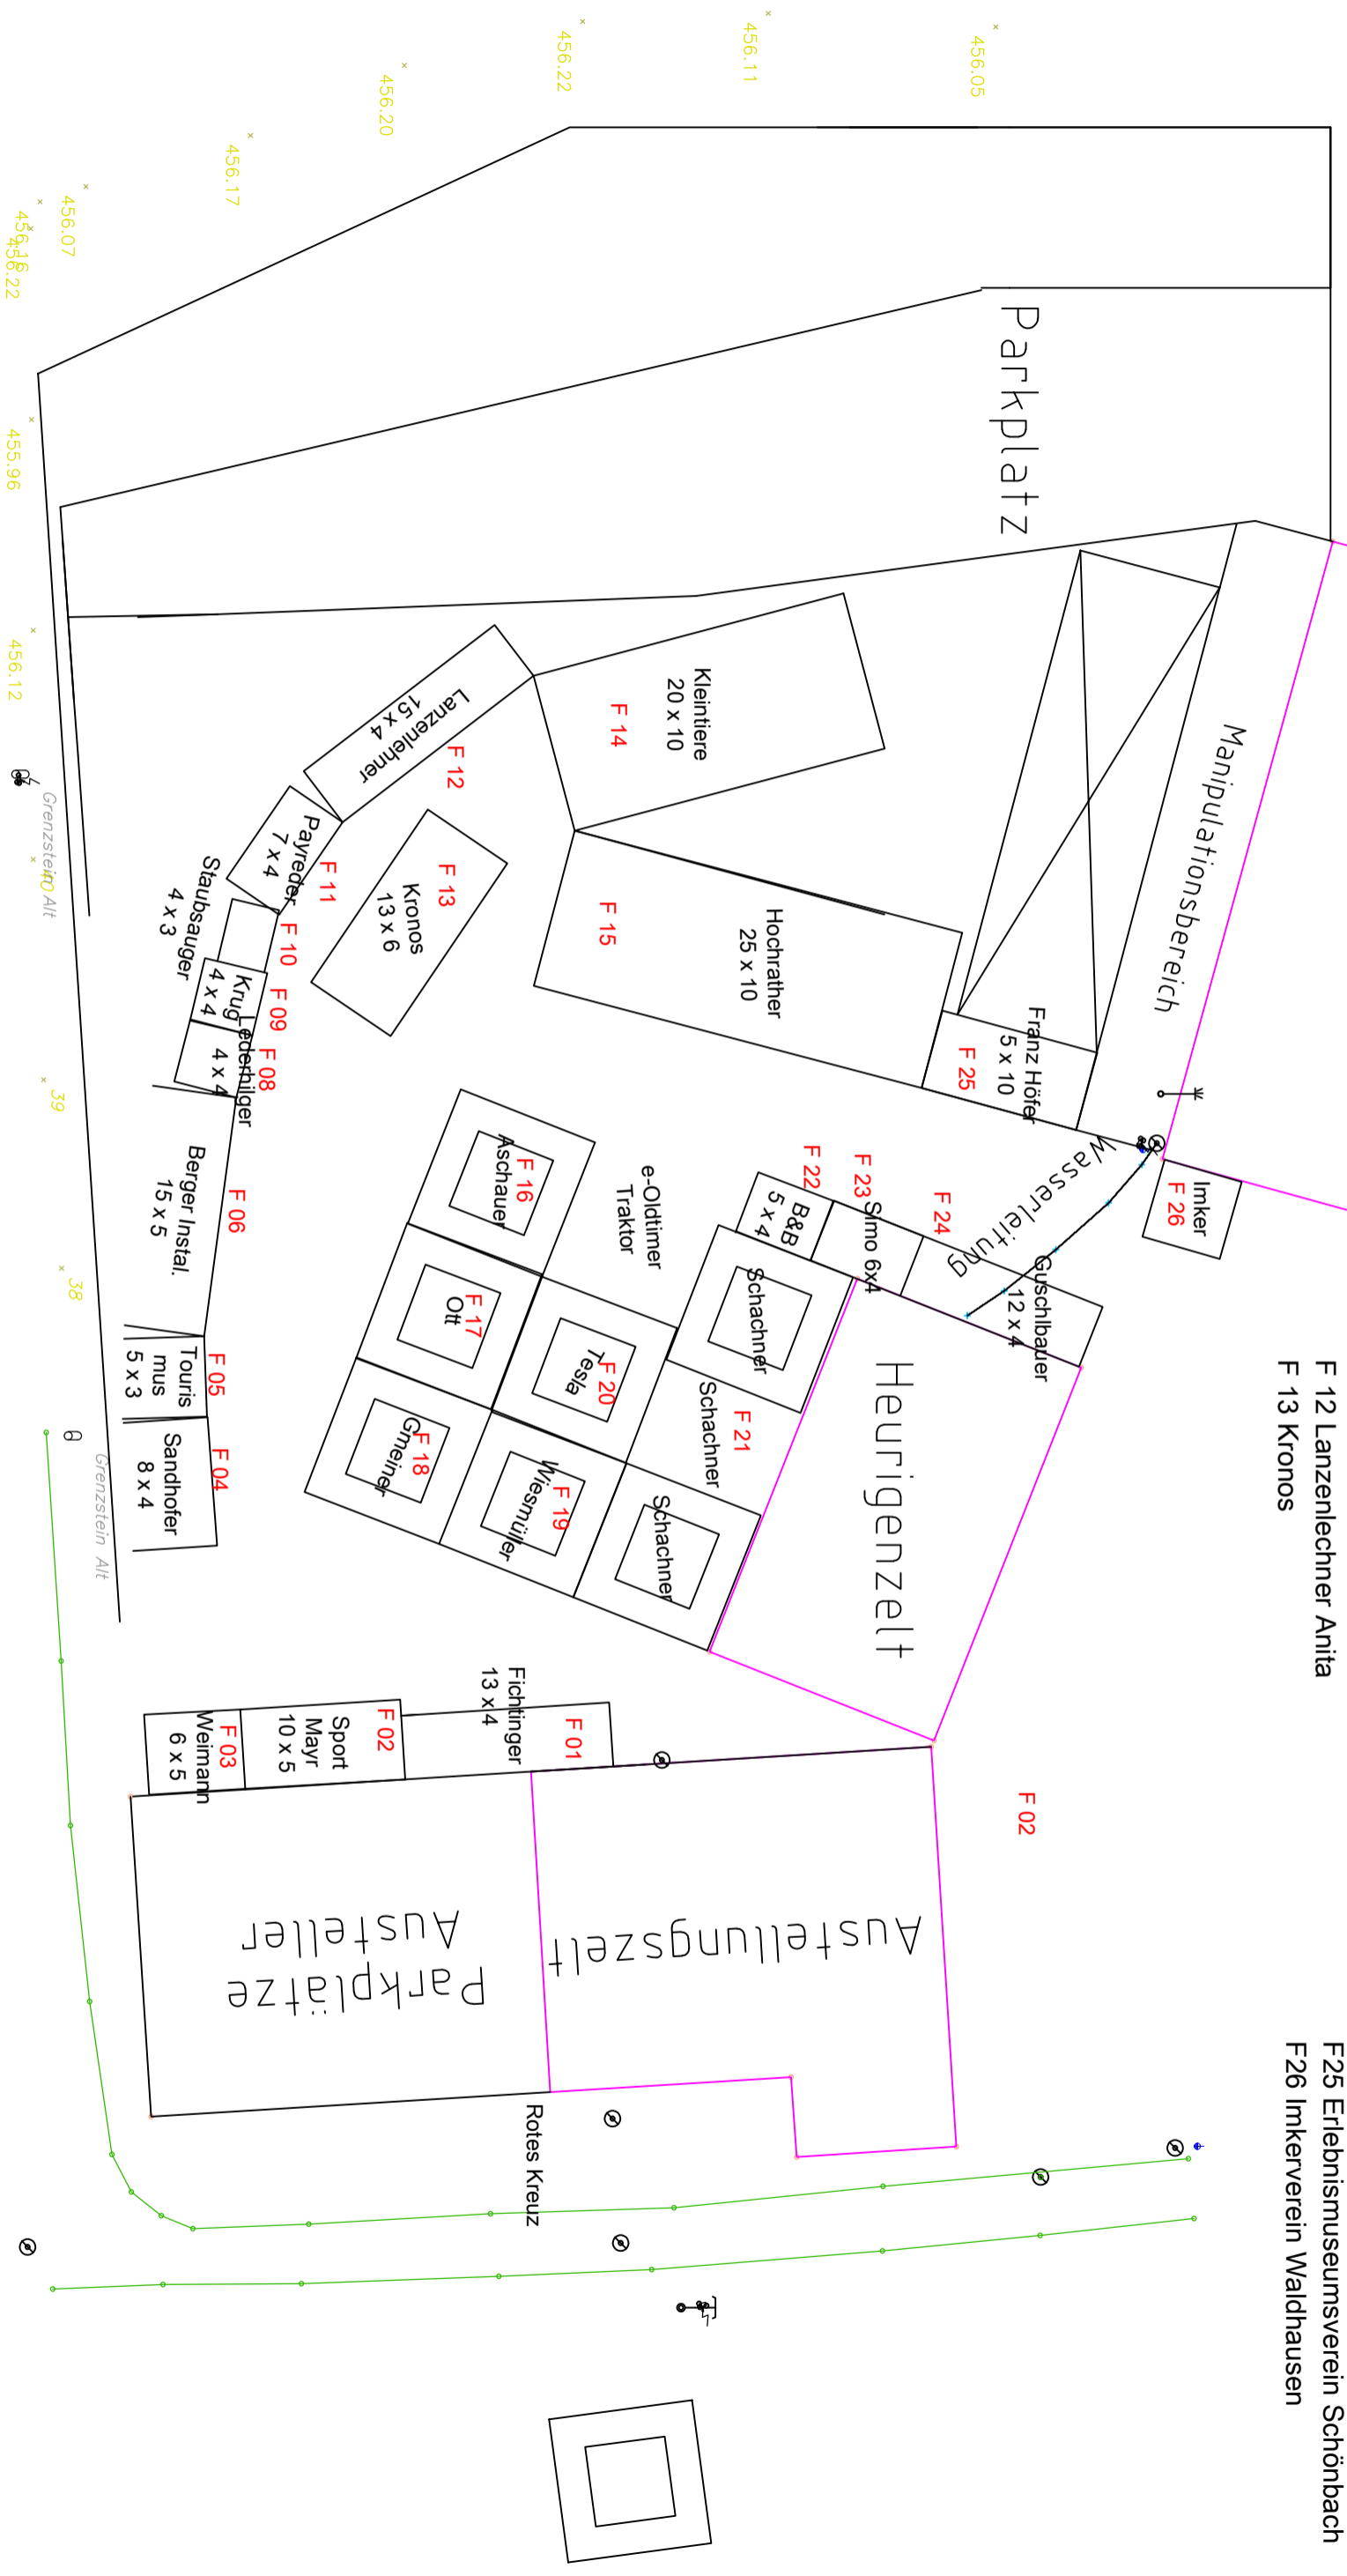 456.05
456.11
456.22
456.20
456.17
456.07
456.16
456.22
455.96
456.12
40
39
38
Grenzstein Alt
Grenzstein Alt
Parkplatz
Manipulationsbereich
Kleintiere
20 x 10
F 14
Lanzenlehner
15 x 4
F 12
Payreder
7 x 4
F 11
F 13
Kronos
13 x 6
Staubsauger
4 x 3
F 10
Krug
4 x 4
F 09
Lederhilger
4 x 4
F 08
Hochrather
25 x 10
F 15
Franz Höfer
5 x 10
F 25
Wasserleitung
Imker
F 26
Berger Instal.
15 x 5
F 06
Touris
mus
5 x 3
F 05
Sandhofer
8 x 4
F 04
F 16
Aschauer
F 17
Ott
F 18
Gmeiner
e-Oldtimer
Traktor
F 20
Tesla
F 19
Wiesmüller
F 22
B&B
5 x 4
F 23
Simo 6x4
F 24
Guschlbauer
12 x 4
Schachner
F 21
Schachner
Schachner
Heurigenzelt
F 12 Lanzenlechner Anita
F 13 Kronos
Fichtinger
13 x 4
F 01
F 02
Sport
Mayr
10 x 5
F 03
Weimann
6 x 5
F 02
Austellungszelt
Parkplätze
Austeller
Rotes Kreuz
F25 Erlebnismuseumsverein Schönbach
F26 Imkerverein Waldhausen